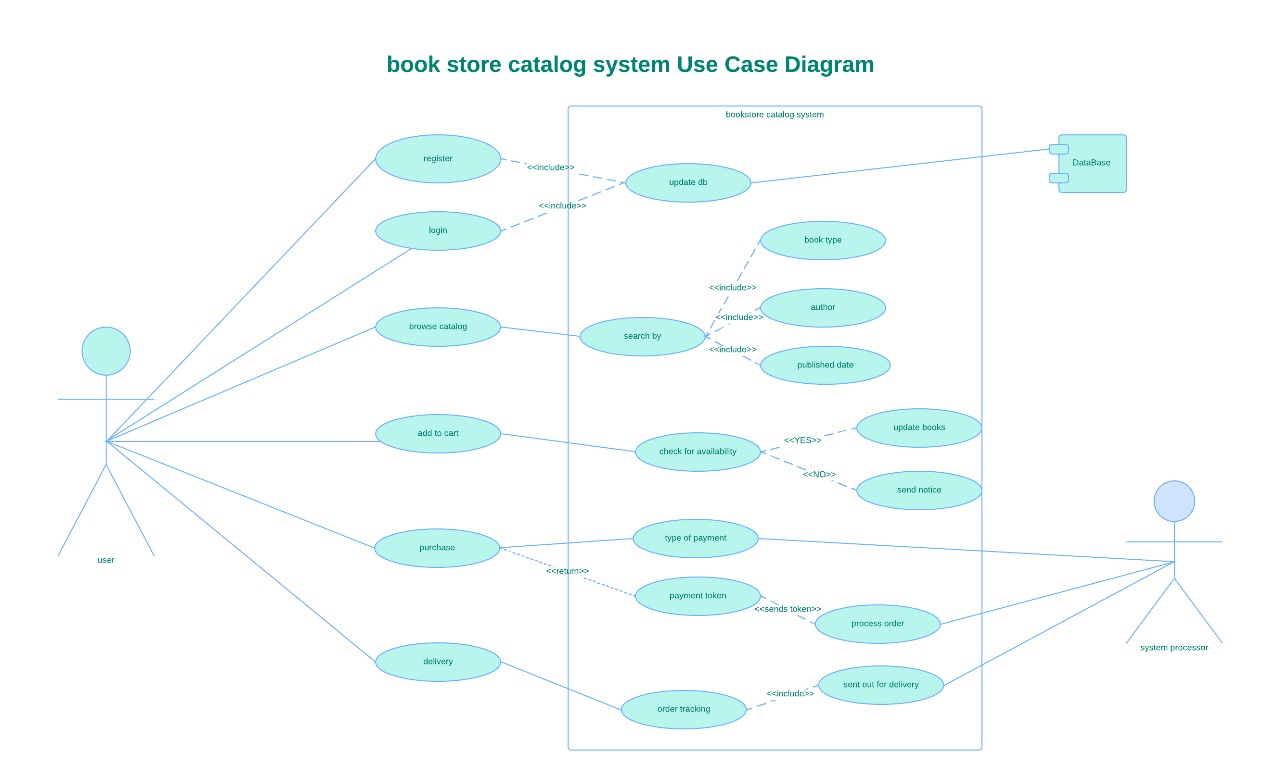 book store catalog system Use Case Diagram
bookstore catalog system
register
<<include>>
DataBase
update db
<<include>>
login
book type
<<include>>
author
<<include>>
browse catalog
search by
<<include>>
published date
update books
add to cart
<<YES>>
check for availability
<<NO>>
send notice
type of payment
purchase
user
<<return>>
payment token
<<sends token>>
process order
system processor
delivery
sent out for delivery
<<include>>
order tracking